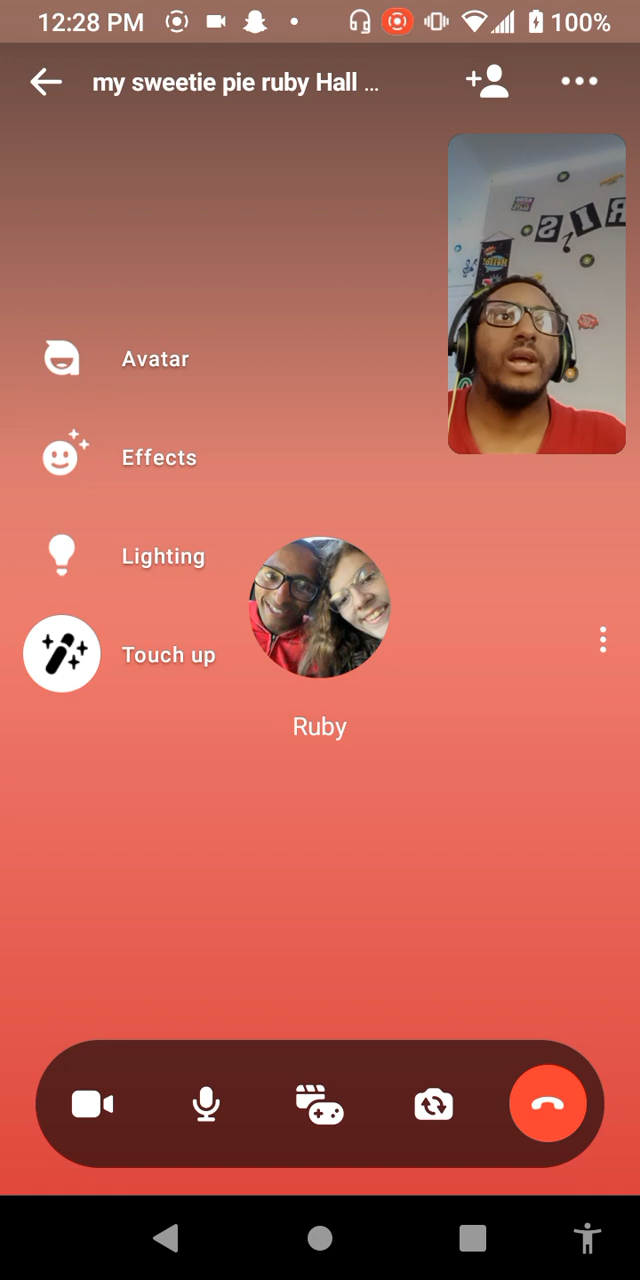 12:28 PM 100%
my sweetie pie ruby Hall ...
Avatar
Effects
Lighting
Touch up
Ruby